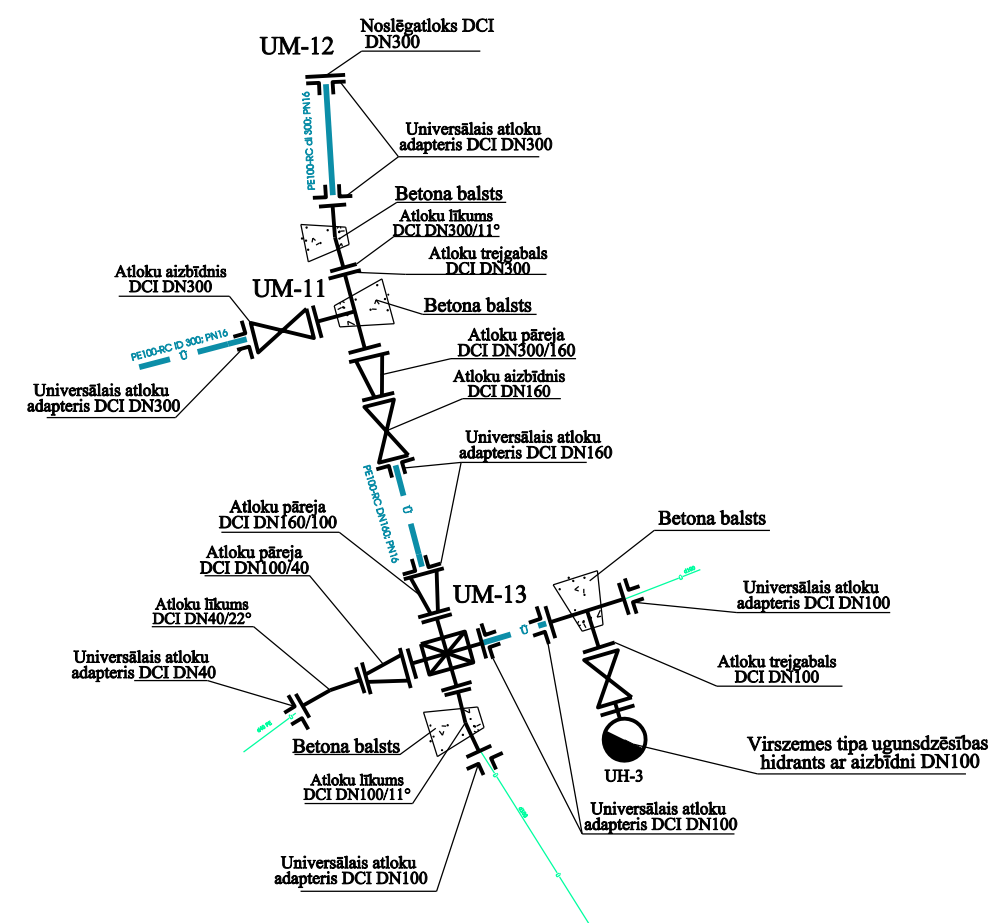 Noslēgatloks DCI
DN300
UM-12
PE100-RC di 300; PN16
Universālais atloku
adapteris DCI DN300
Betona balsts
Atloku līkums
DCI DN300/11°
Atloku trejgabals
DCI DN300
Atloku aizbīdnis
DCI DN300
UM-11
Betona balsts
PE100-RC ID 300; PN16
Ū
Atloku pāreja
DCI DN300/160
Atloku aizbīdnis
DCI DN160
Universālais atloku
adapteris DCI DN300
Universālais atloku
adapteris DCI DN160
PE100-RC DN160; PN16
Ū
Atloku pāreja
DCI DN160/100
Betona balsts
Atloku pāreja
DCI DN100/40
UM-13
Universālais atloku
adapteris DCI DN100
Atloku līkums
DCI DN40/22°
Ū
Universālais atloku
adapteris DCI DN40
Atloku trejgabals
DCI DN100
Betona balsts
Virszemes tipa ugunsdzēsības
hidrants ar aizbīdni DN100
UH-3
Atloku līkums
DCI DN100/11°
Universālais atloku
adapteris DCI DN100
Universālais atloku
adapteris DCI DN100